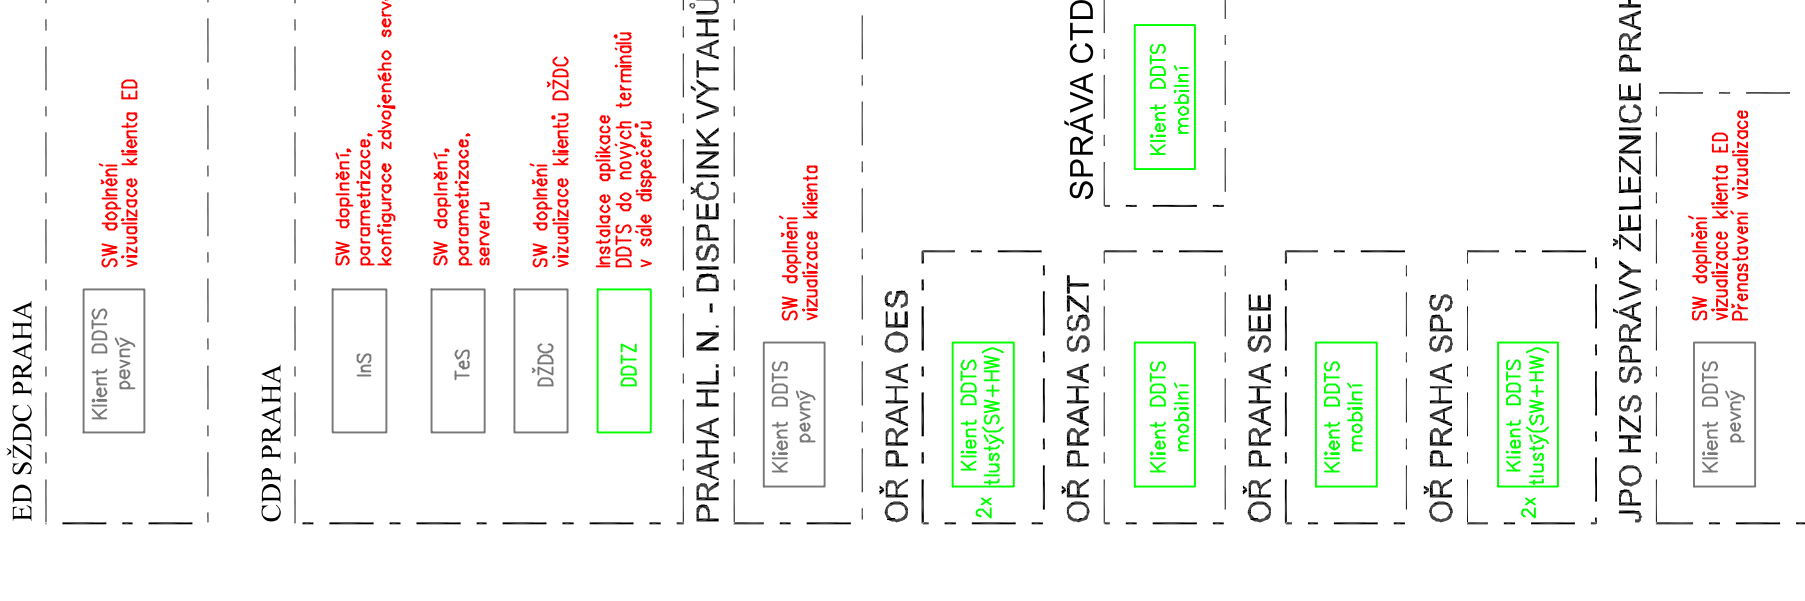 ED SŽDC PRAHA
Klient DDTS
pevný
SW doplnění
vizualizace klienta ED
CDP PRAHA
InS
SW doplnění,
parametrizace,
konfigurace zdvojeného
TeS
SW doplnění,
parametrizace,
serveru
DŽDC
SW doplnění
vizualizace klientů DŽDC
DDTZ
Instalace aplikace
DDTS do nových terminálů
v sále dispečerů
PRAHA HL. N. - DISPEČINK VÝTAHŮ
Klient DDTS
pevný
SW doplnění
vizualizace klienta
OŘ PRAHA OES
2x
Klient DDTS
tlustý(SW+HW)
OŘ PRAHA SSZT
Klient DDTS
mobilní
SPRÁVA CTD
Klient DDTS
mobilní
OŘ PRAHA SEE
Klient DDTS
mobilní
OŘ PRAHA SPS
2x
Klient DDTS
tlustý(SW+HW)
JPO HZS SPRÁVY ŽELEZNICE
Klient DDTS
pevný
SW doplnění
vizualizace klienta ED
Přenastavení vizualizace